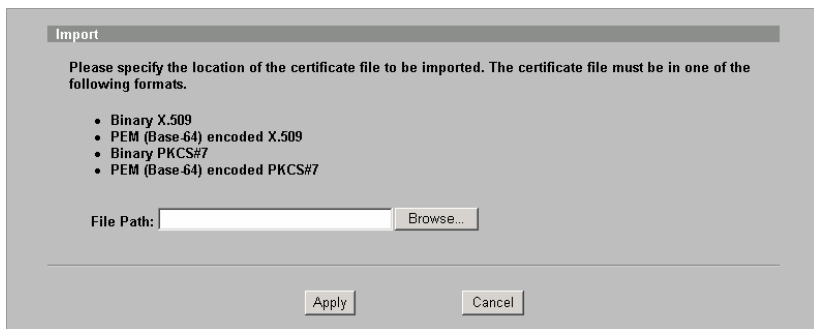 Import
Please specify the location of the certificate file to be imported. The certificate file must be in one of the
following formats.
• Binary X.509
• PEM (Base-64) encoded X.509
• Binary PKCS#7
• PEM (Base-64) encoded PKCS#7
File Path: Browse...
Apply Cancel